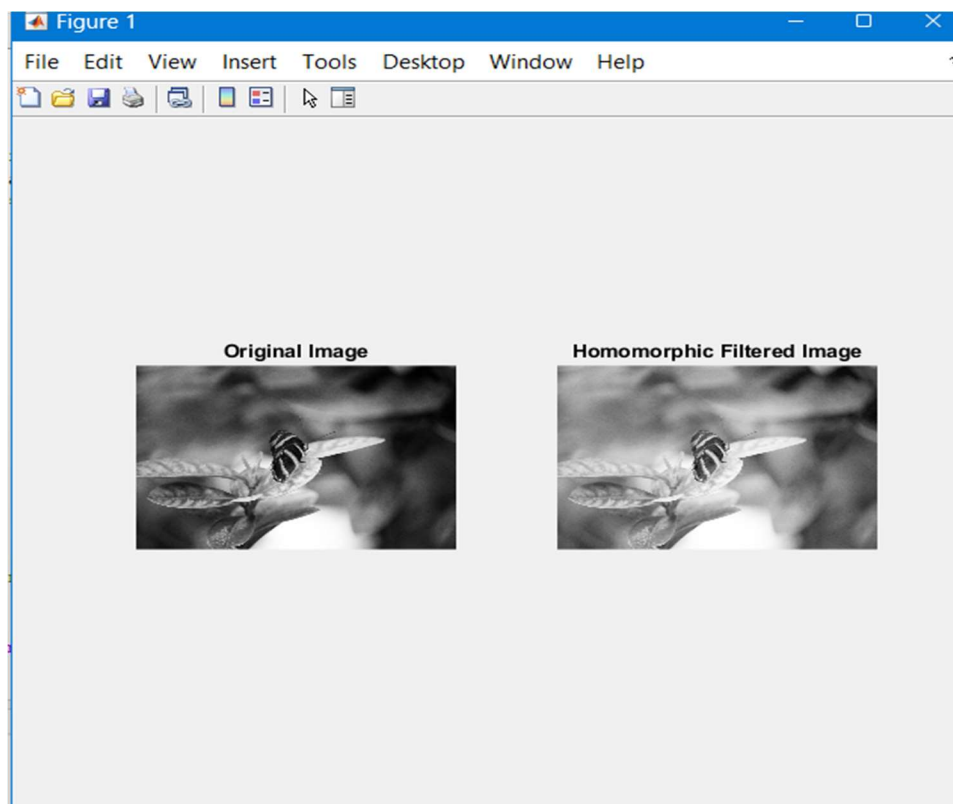 Figure 1
File Edit View Insert Tools Desktop Window Help
Original Image
Homomorphic Filtered Image